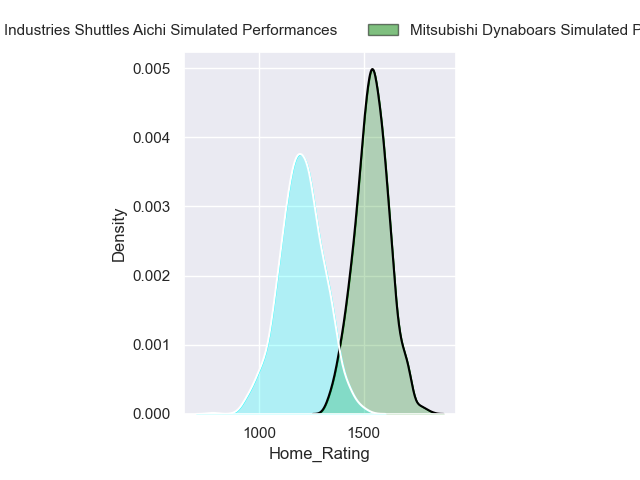 Industries Shuttles Aichi Simulated Performances
Mitsubishi Dynaboars Simulated
0.005
0.004
0.003
0.002
0.001
0.000
Density
1000
1500
Home_Rating